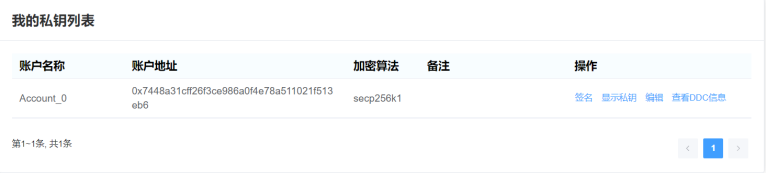 我的私钥列表
账户名称 账户地址 加密算法 备注 操作
Account_0 0x7448a31cff26f3ce986a0f4e78a511021f513 secp256k1 签名 显示私钥 编辑 查看DDC信息
eb6
第1~1条, 共1条
1